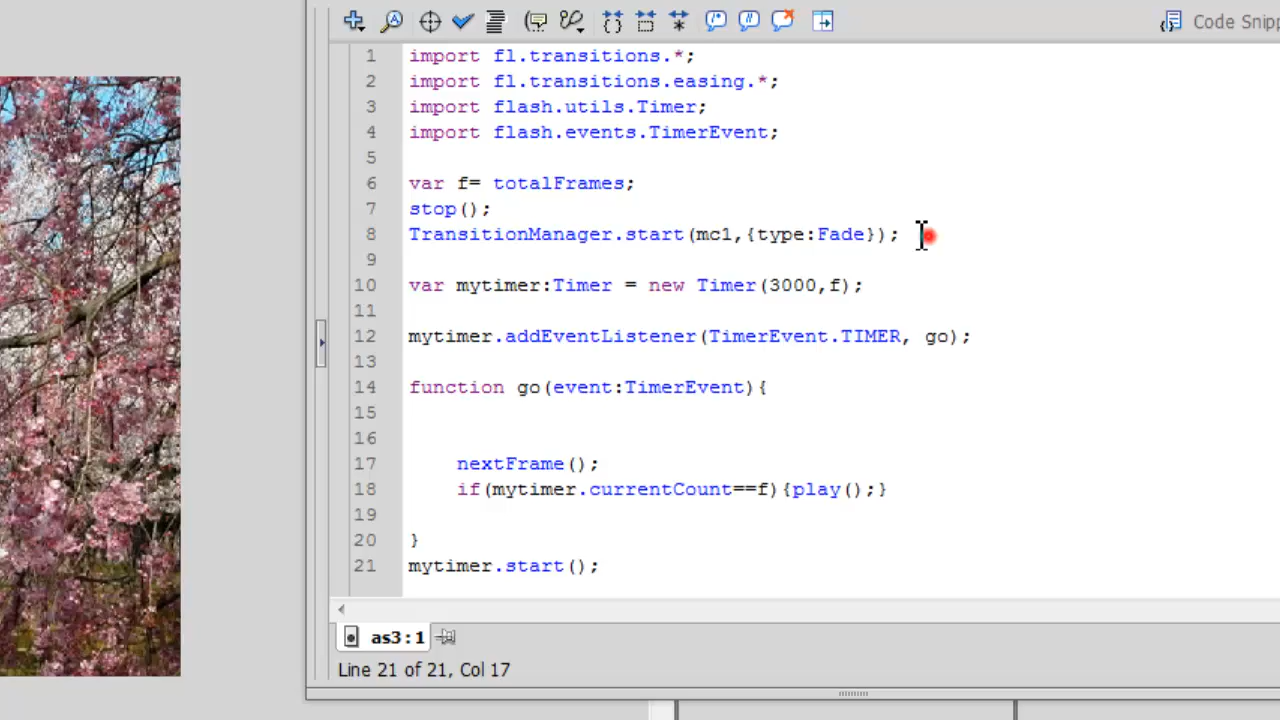 Code Snipp
1 import fl.transitions.*;
2 import fl.transitions.easing.*;
3 import flash.utils.Timer;
4 import flash.events.TimerEvent;
5
6 var f= totalFrames;
7 stop();
8 TransitionManager.start(mc1,{type:Fade});
9
10 var mytimer:Timer = new Timer(3000,f);
11
12 mytimer.addEventListener(TimerEvent.TIMER, go);
13
14 function go(event:TimerEvent){
15
16
17 nextFrame();
18 if(mytimer.currentCount==f){play();}
19
20 }
21 mytimer.start();
as3:1
Line 21 of 21, Col 17